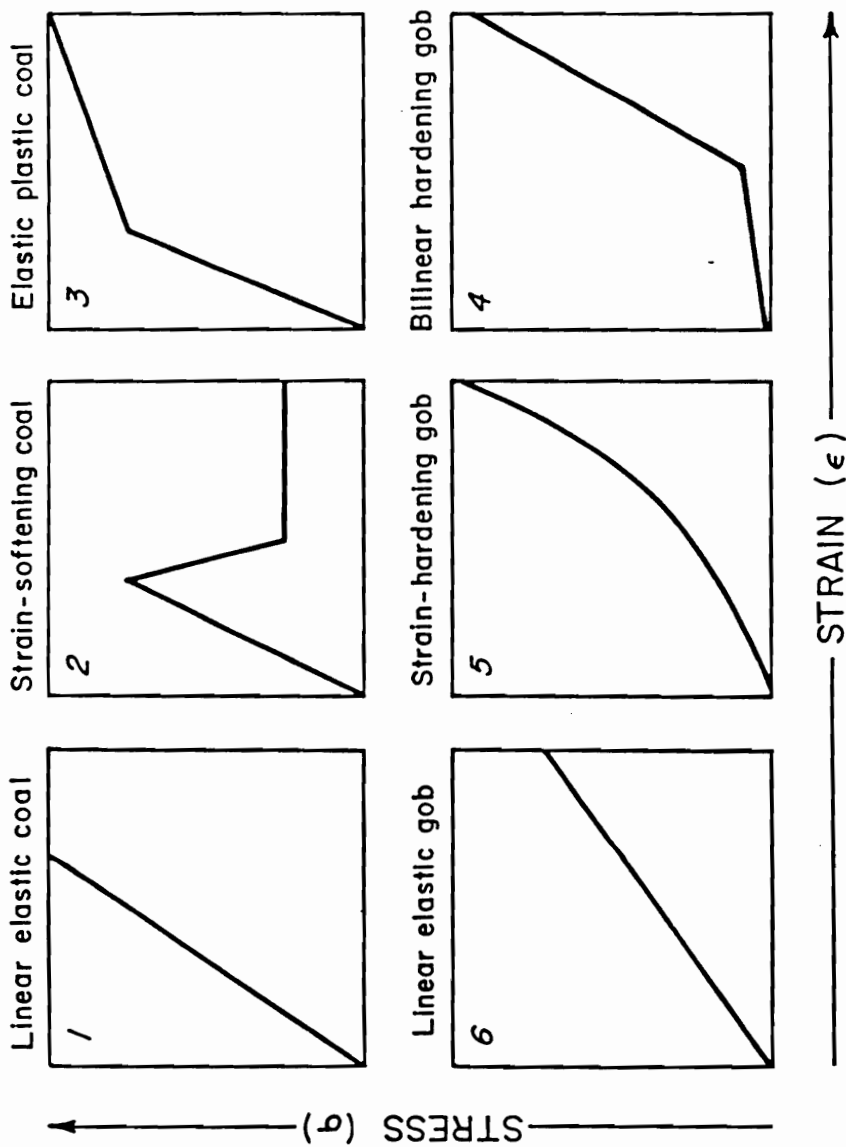 Linear elastic coal
Strain-softening coal
Elastic plastic coal
1
2
3
Linear elastic gob
Strain-hardening gob
Bilinear hardening gob
6
5
4
STRESS (σ)
STRAIN (ϵ)